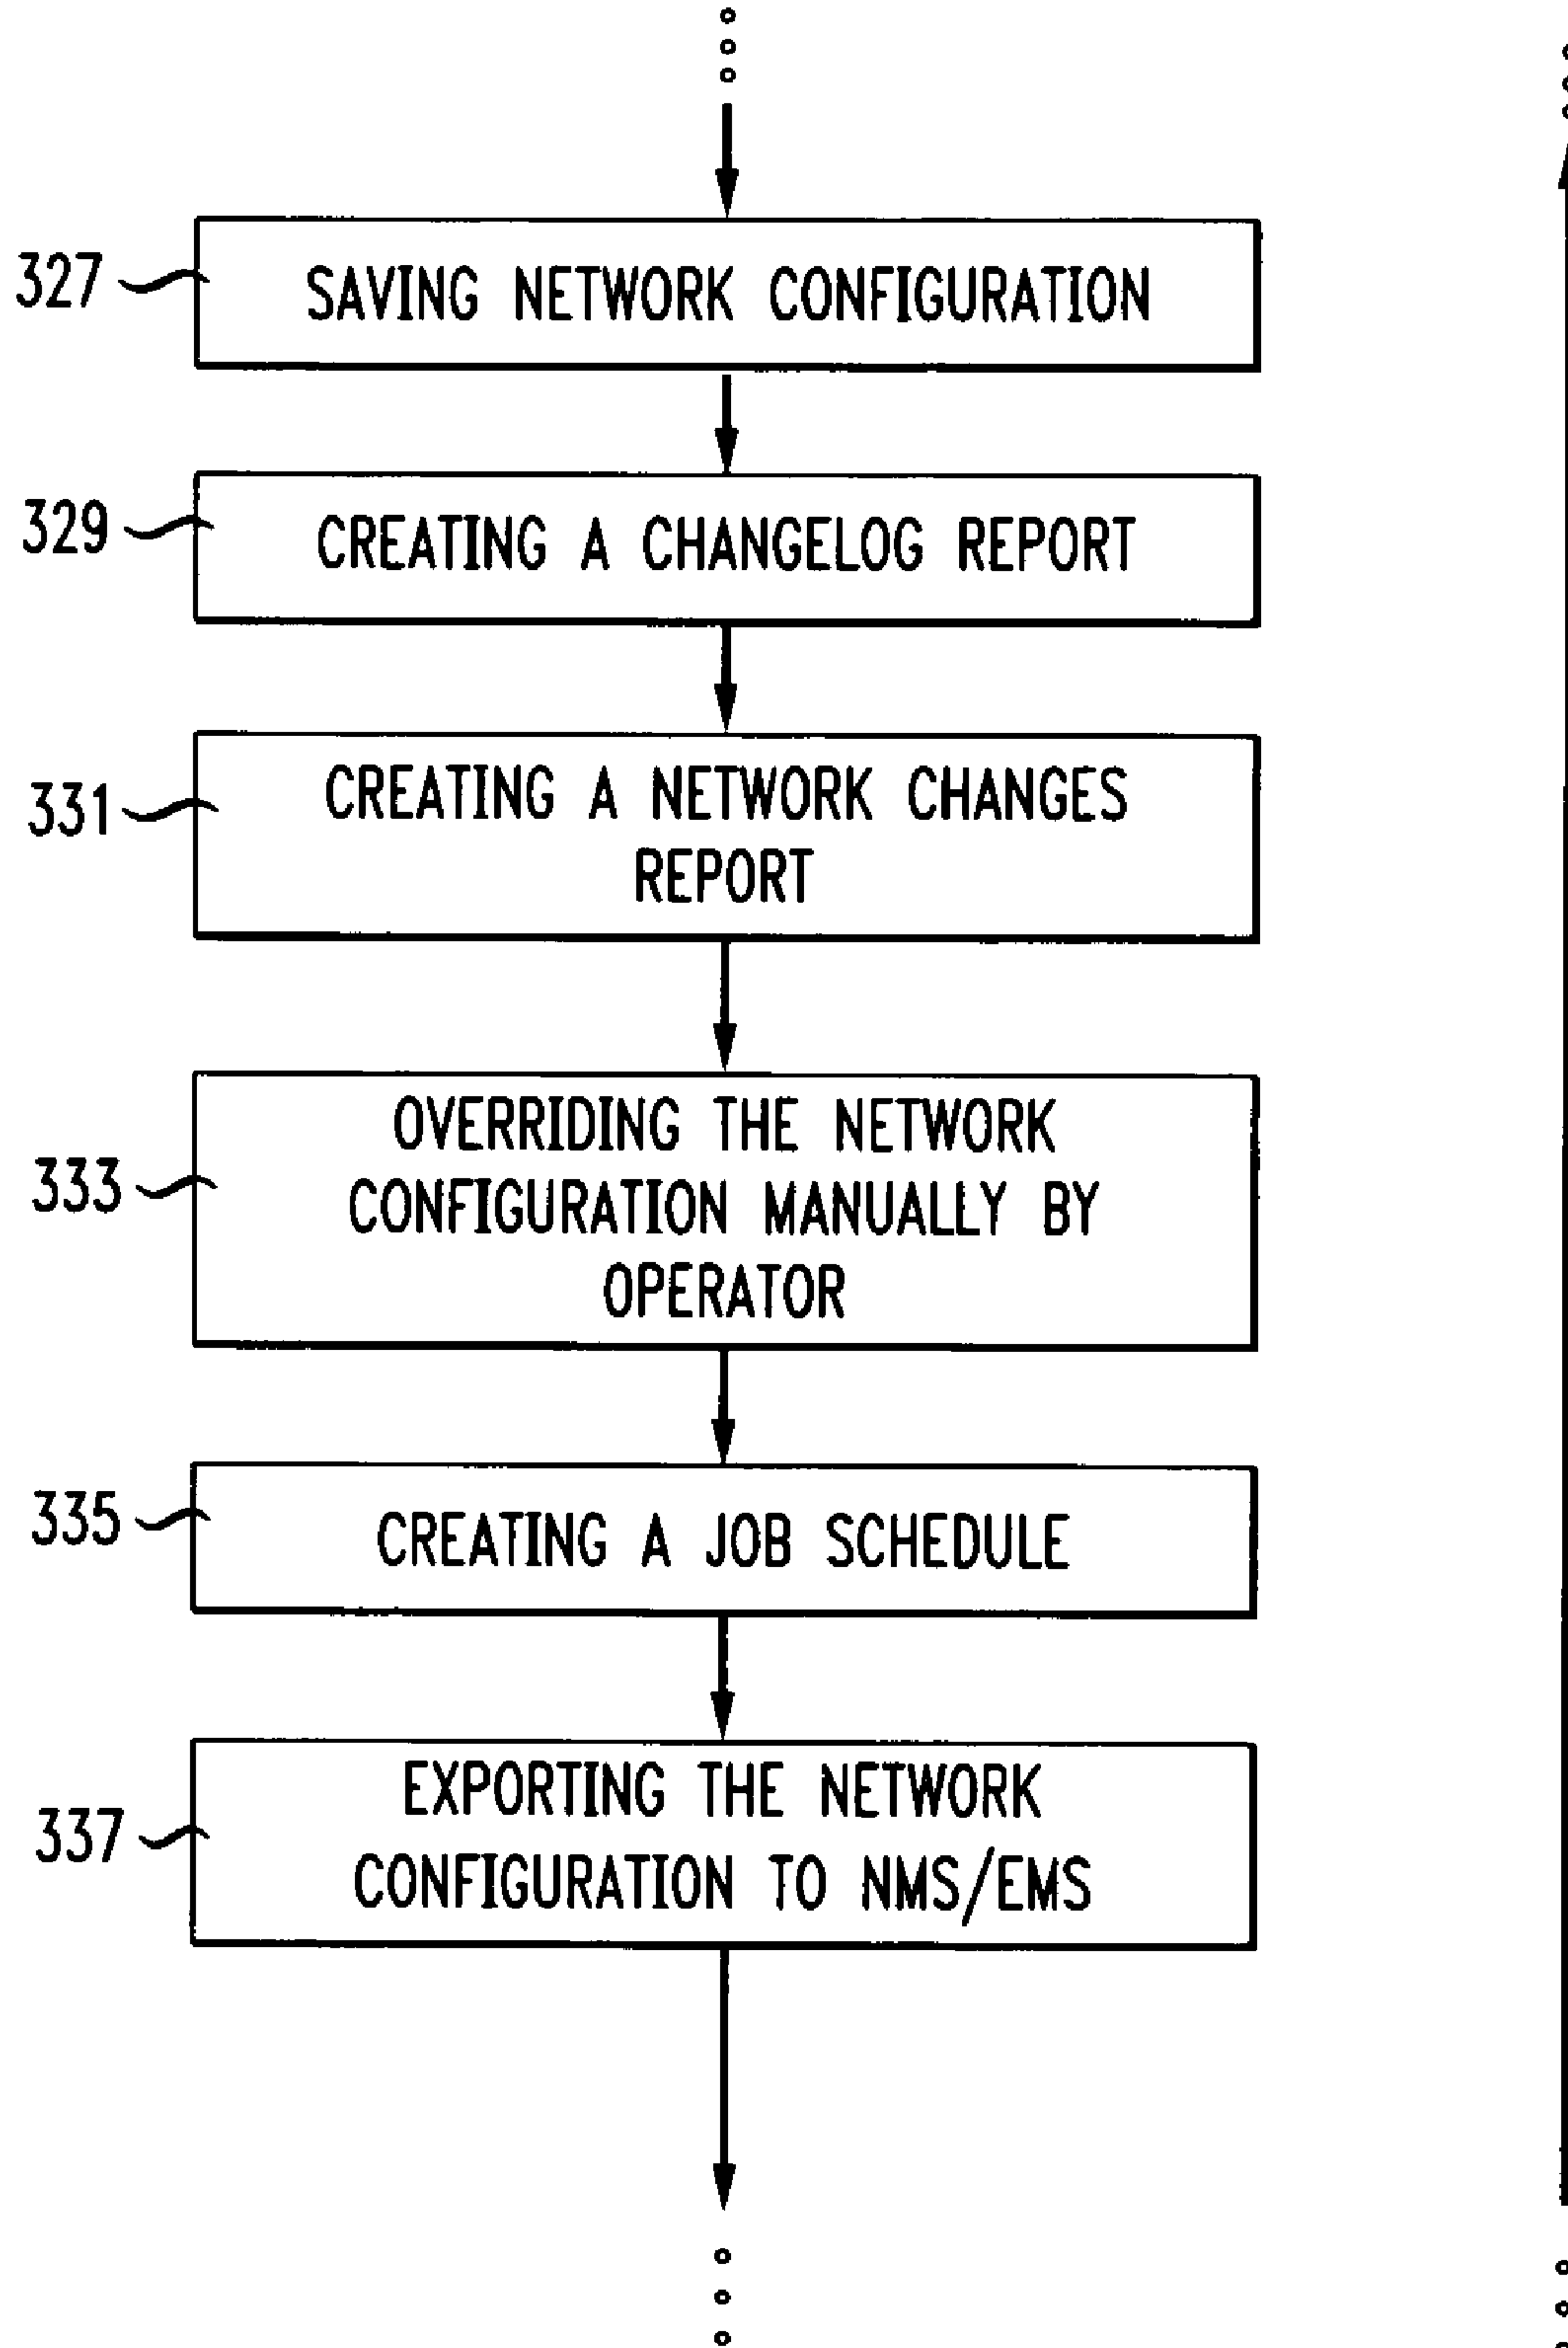 327
SAVING NETWORK CONFIGURATION
329
CREATING A CHANGELOG REPORT
331
CREATING A NETWORK CHANGES
REPORT
333
OVERRIDING THE NETWORK
CONFIGURATION MANUALLY BY
OPERATOR
335
CREATING A JOB SCHEDULE
337
EXPORTING THE NETWORK
CONFIGURATION TO NMS/EMS